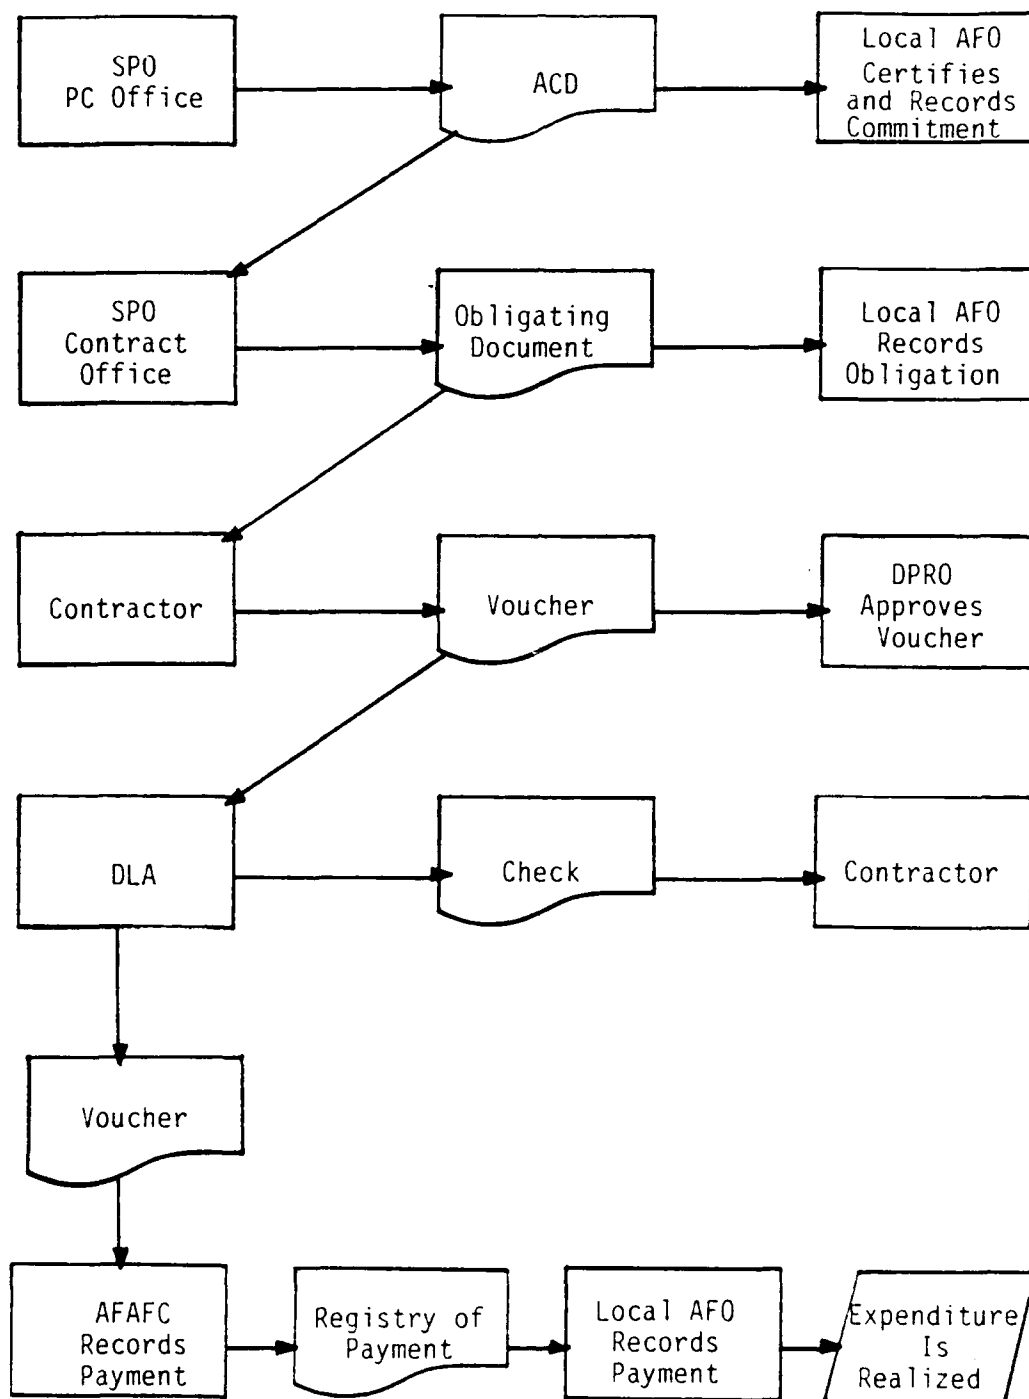 SPO
PC Office
ACD
Local AFO
Certifies
and Records
Commitment
SPO
Contract
Office
Obligating
Document
Local AFO
Records
Obligation
Contractor
Voucher
DPRO
Approves
Voucher
DLA
Check
Contractor
Voucher
AFAFC
Records
Payment
Registry of
Payment
Local AFO
Records
Payment
Expenditure
Is
Realized